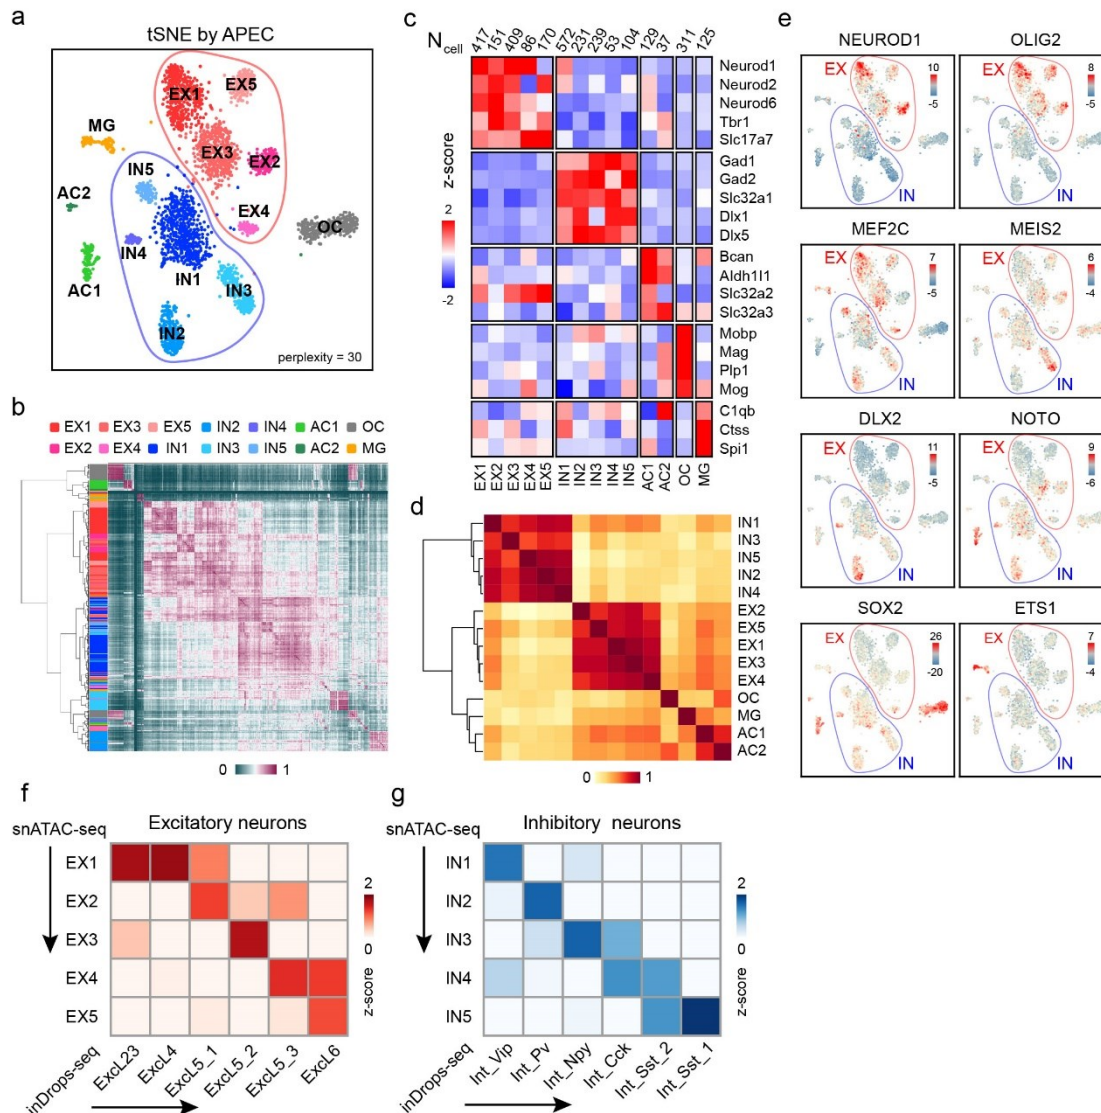 a
tSNE by APEC
EX1
EX5
MG
EX3
EX2
IN5
AC2
EX4
OC
IN4
IN1
AC1
IN3
IN2
perplexity = 30
b
EX1 EX3 EX5 IN2 IN4 AC1 OC
EX2 EX4 IN1 IN3 IN5 AC2 MG
0 1
c
N cell
417 151 409 86 170 572 231 239 53 104 129 37 311 125
Neurod1
Neurod2
Neurod6
Tbr1
Slc17a7
Gad1
Gad2
Slc32a1
Dlx1
Dlx5
Bcan
Aldh1l1
Slc32a2
Slc32a3
Mobp
Mag
Plp1
Mog
C1qb
Ctss
Spi1
z-score
2
-2
EX1 EX2 EX3 EX4 EX5 IN1 IN2 IN3 IN4 IN5 AC1 AC2 OC MG
d
IN1
IN3
IN5
IN2
IN4
EX2
EX5
EX1
EX3
EX4
OC
MG
AC1
AC2
0 1
e
NEUROD1 OLIG2
EX 10 -5 IN
EX 8 -5 IN
MEF2C MEIS2
EX 7 -5 IN
EX 6 -4 IN
DLX2 NOTO
EX 11 -5 IN
EX 9 -6 IN
SOX2 ETS1
EX 26 -20 IN
EX 7 -4 IN
f
snATAC-seq Excitatory neurons
EX1
EX2
EX3
EX4
EX5
2
0
z-score
inDrops-seq
ExcL23 ExcL4 ExcL5_1 ExcL5_2 ExcL5_3 ExcL6
g
snATAC-seq Inhibitory neurons
IN1
IN2
IN3
IN4
IN5
2
0
z-score
inDrops-seq
Int_Vip Int_Pv Int_Npy Int_Cck Int_Sst_2 Int_Sst_1